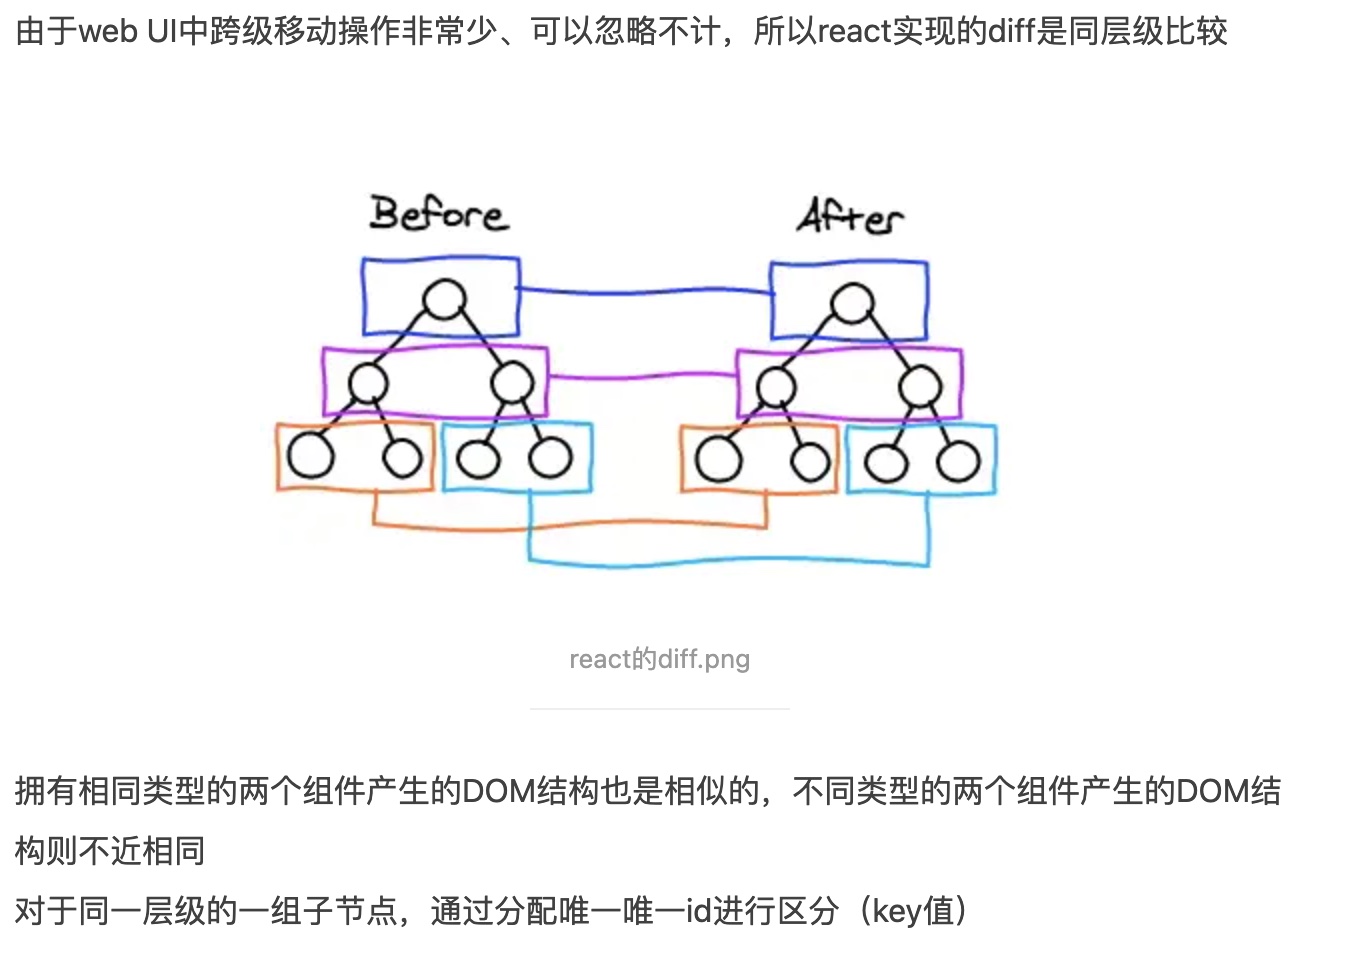 由于web UI中跨级移动操作非常少、可以忽略不计，所以react实现的diff是同层级比较
Before
After
react的diff.png
拥有相同类型的两个组件产生的DOM结构也是相似的，不同类型的两个组件产生的DOM结
构则不近相同
对于同一层级的一组子节点，通过分配唯一唯一id进行区分（key值）